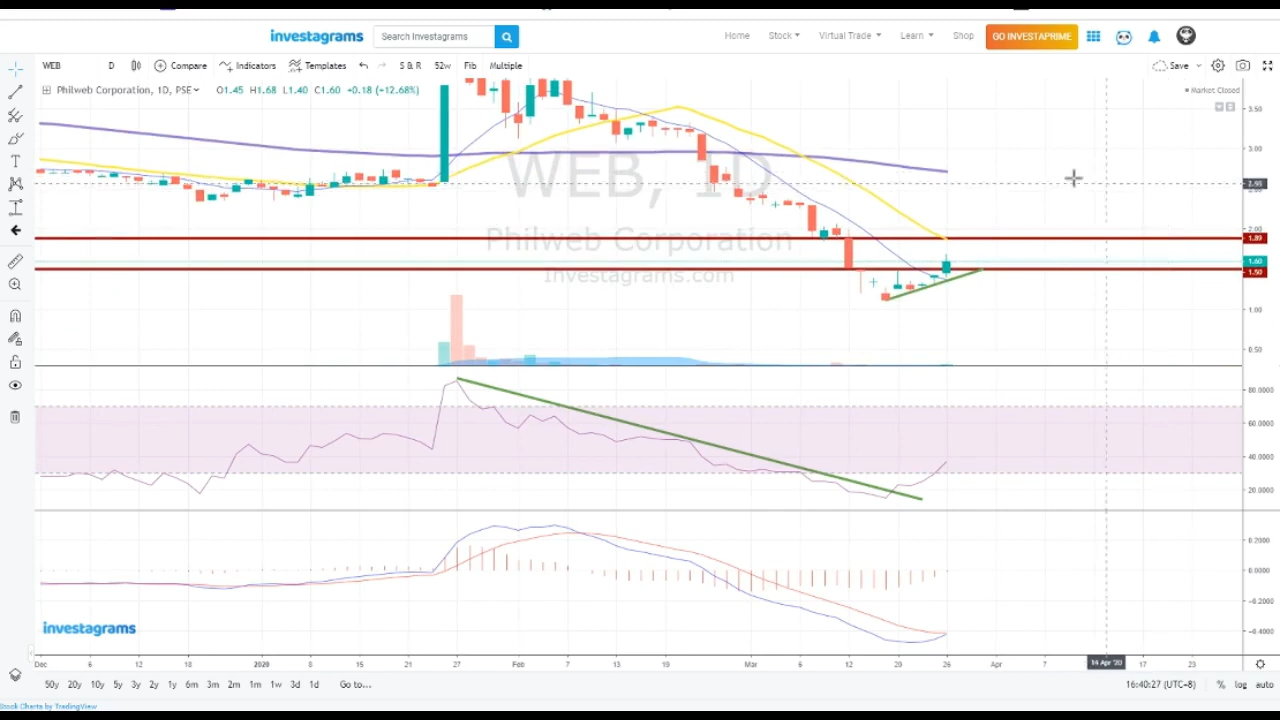 investagrams Search Investagrams Home Stock Virtual Trade Learn Shop GO INVESTAPRIME
WEB D Compare Indicators Templates S & R 52w Fib Multiple Save
Philweb Corporation, 1D, PSE O1.45 H1.68 L1.40 C1.60 +0.18 (+12.68%) Market Closed
3.50
3.00
WEB, 1D
2.00
1.89
Philweb Corporation
1.60
1.50
Investagrams.com
1.00
0.50
80.0000
60.0000
40.0000
20.0000
0.2000
0.0000
-0.2000
-0.4000
investagrams
Dec 6 12 18 2020 8 15 21 27 Feb 7 13 19 Mar 6 12 20 26 Apr 7 14 Apr '20 17 23
50y 20y 10y 5y 3y 2y 1y 6m 3m 2m 1m 1w 3d 1d Go to... 16:40:27 (UTC+8) % log auto
Stock Charts by TradingView